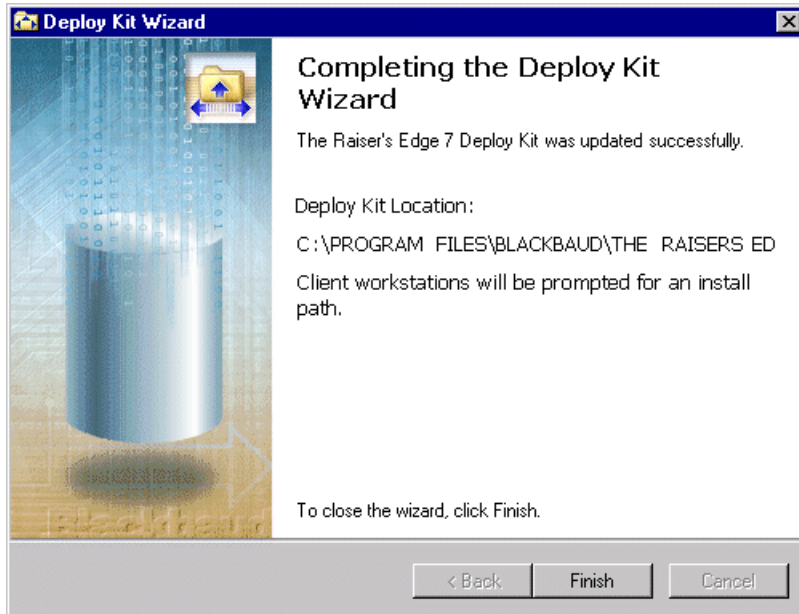 Deploy Kit Wizard
Completing the Deploy Kit
Wizard
The Raiser's Edge 7 Deploy Kit was updated successfully.
Deploy Kit Location:
C:\PROGRAM FILES\BLACKBAUD\THE RAISERS ED
Client workstations will be prompted for an install
path.
To close the wizard, click Finish.
Blackbaud
< Back
Finish
Cancel